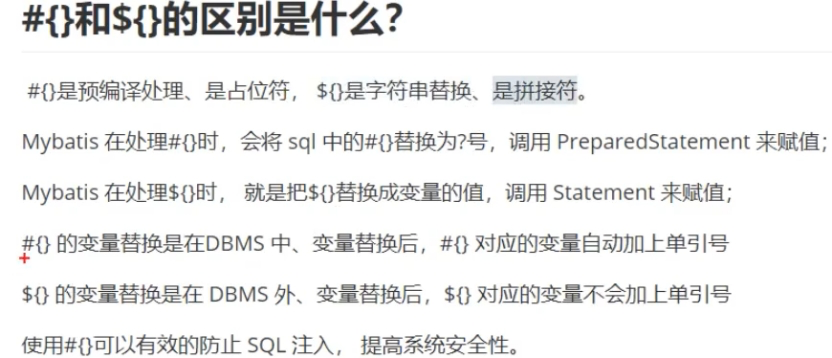 #{}和${}的区别是什么？
#{}是预编译处理、是占位符， ${}是字符串替换、是拼接符。
Mybatis 在处理#{}时，会将 sql 中的#{}替换为?号，调用 PreparedStatement 来赋值；
Mybatis 在处理${}时， 就是把${}替换成变量的值，调用 Statement 来赋值；
#{} 的变量替换是在DBMS 中、变量替换后，#{} 对应的变量自动加上单引号
${} 的变量替换是在 DBMS 外、变量替换后，${} 对应的变量不会加上单引号
使用#{}可以有效的防止 SQL 注入， 提高系统安全性。